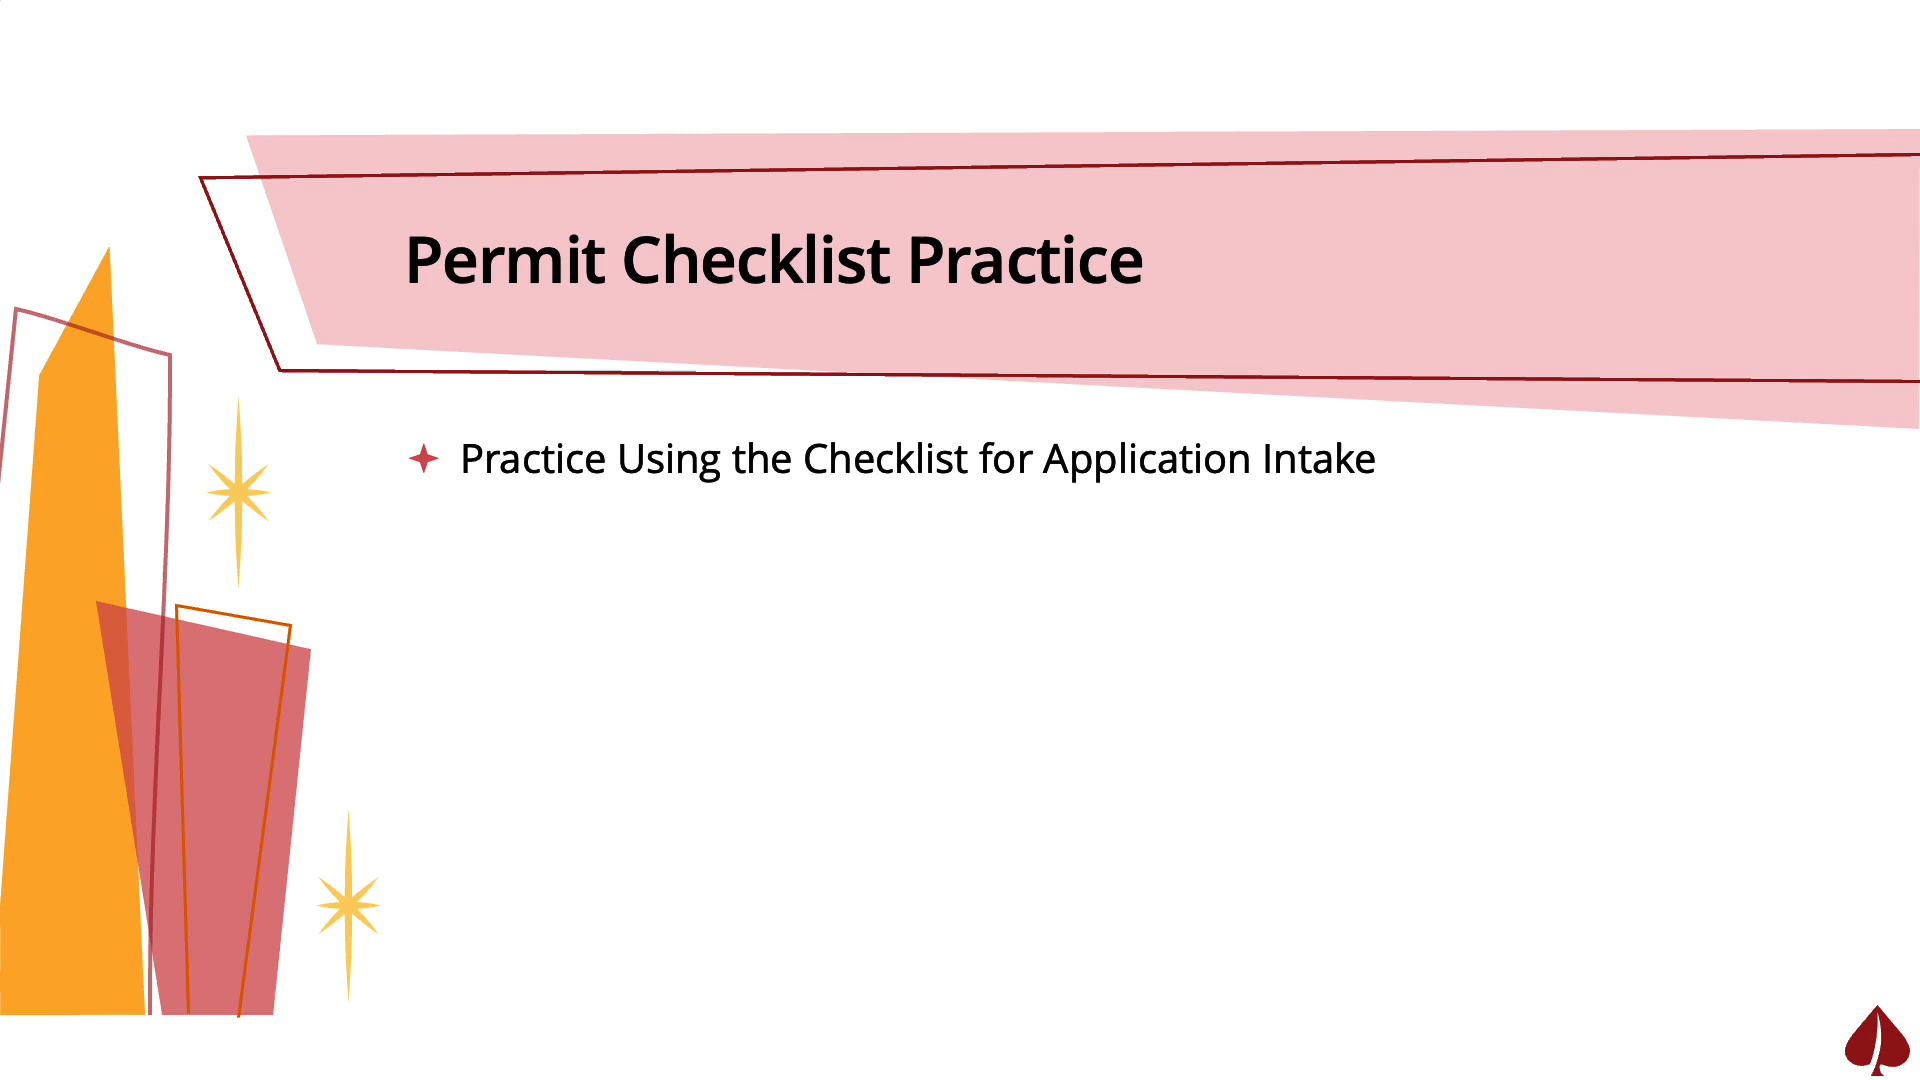 Permit Checklist Practice
Practice Using the Checklist for Application Intake